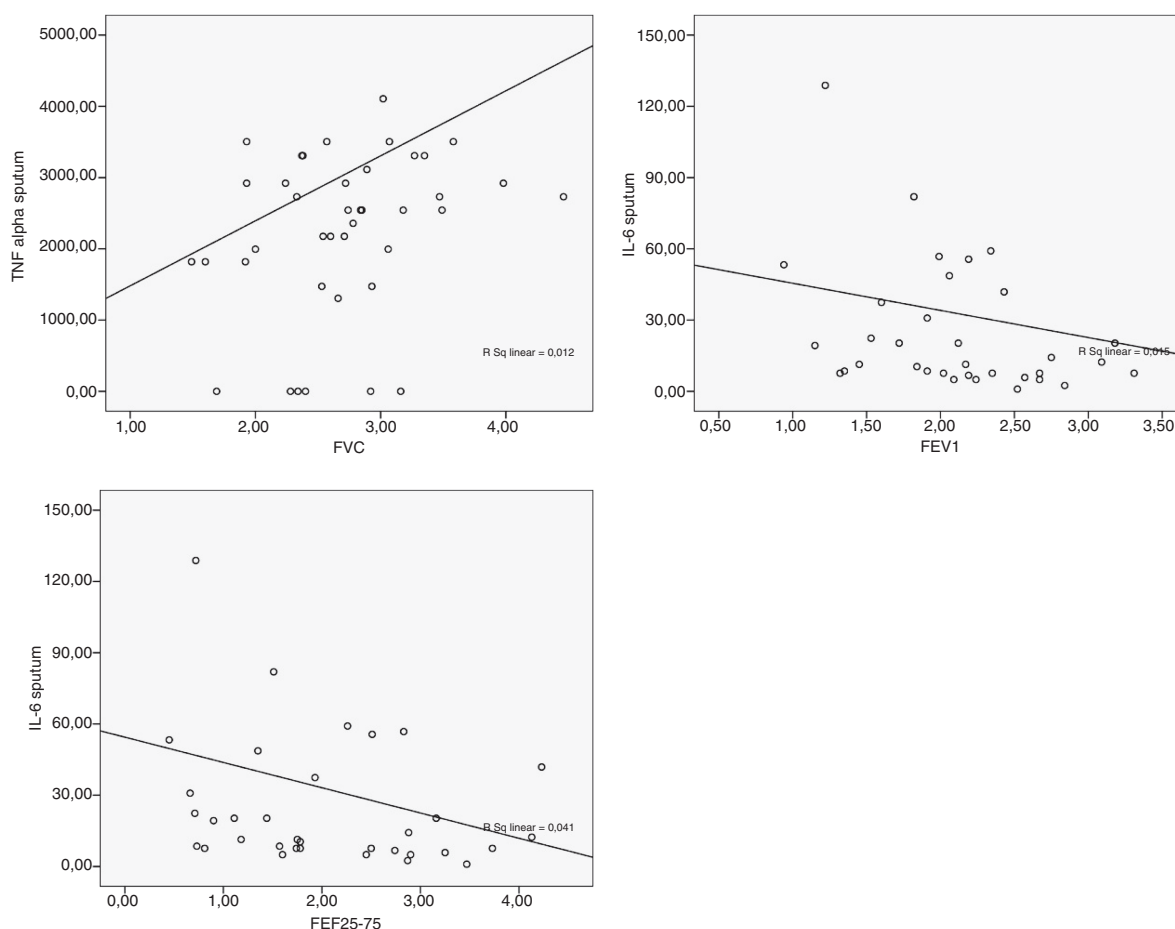 5000,00
4000,00
3000,00
2000,00
1000,00
0,00
TNF alpha sputum
R Sq linear = 0,012
1,00 2,00 3,00 4,00
FVC
150,00
120,00
90,00
60,00
30,00
0,00
IL-6 sputum
R Sq linear = 0,015
0,50 1,00 2,00 2,50 3,00 3,50
FEV1
150,00
120,00
90,00
60,00
30,00
0,00
IL-6 sputum
R Sq linear = 0,041
0,00 1,00 2,00 3,00 4,00
FEF25-75